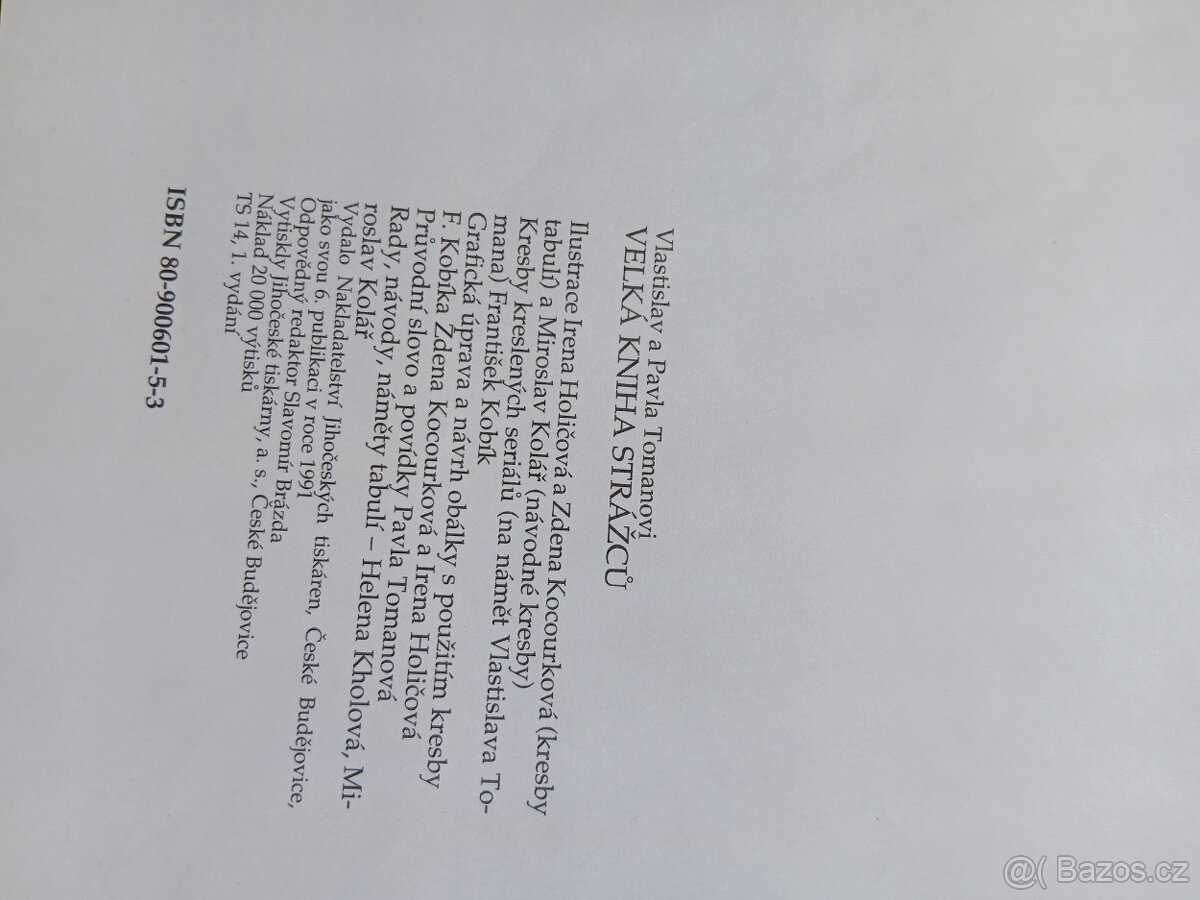 Vlastislav a Pavla Tomanovi
VELKÁ KNIHA STRÁŽCŮ
Ilustrace Irena Holičová a Zdena Kocourková (kresby
tabulí) a Miroslav Kolář (návodné kresby)
Kresby kreslených seriálů (na námět Vlastislava To-
mana) František Kobík
Grafická úprava a návrh obálky s použitím kresby
F. Kobíka Zdena Kocourková a Irena Holičová
Průvodní slovo a povídky Pavla Tomanová
Rady, návody, náměty tabulí – Helena Kholová, Mi-
roslav Kolář
Vydalo Nakladatelství Jihočeských tiskáren, České Budějovice,
jako svou 6. publikaci v roce 1991
Odpovědný redaktor Slavomír Brázda
Vytiskly Jihočeské tiskárny, a. s., České Budějovice
Náklad 20 000 výtisků
TS 14, 1. vydání
ISBN 80-900601-5-3
@( Bazos.cz